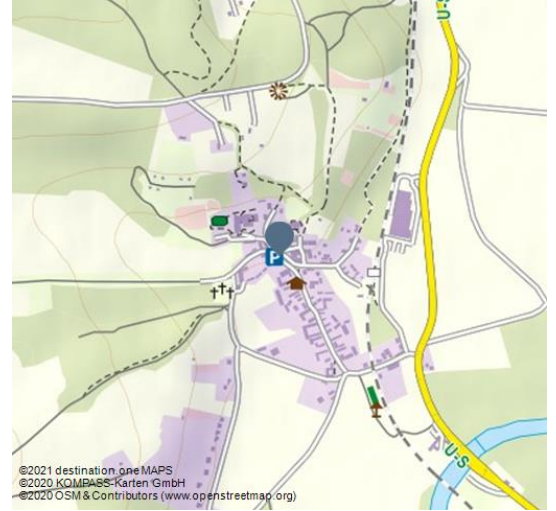 U-S
P
U-S
©2021 destination.one MAPS
©2020 KOMPASS-Karten GmbH
©2020 OSM & Contributors (www.openstreetmap.org)